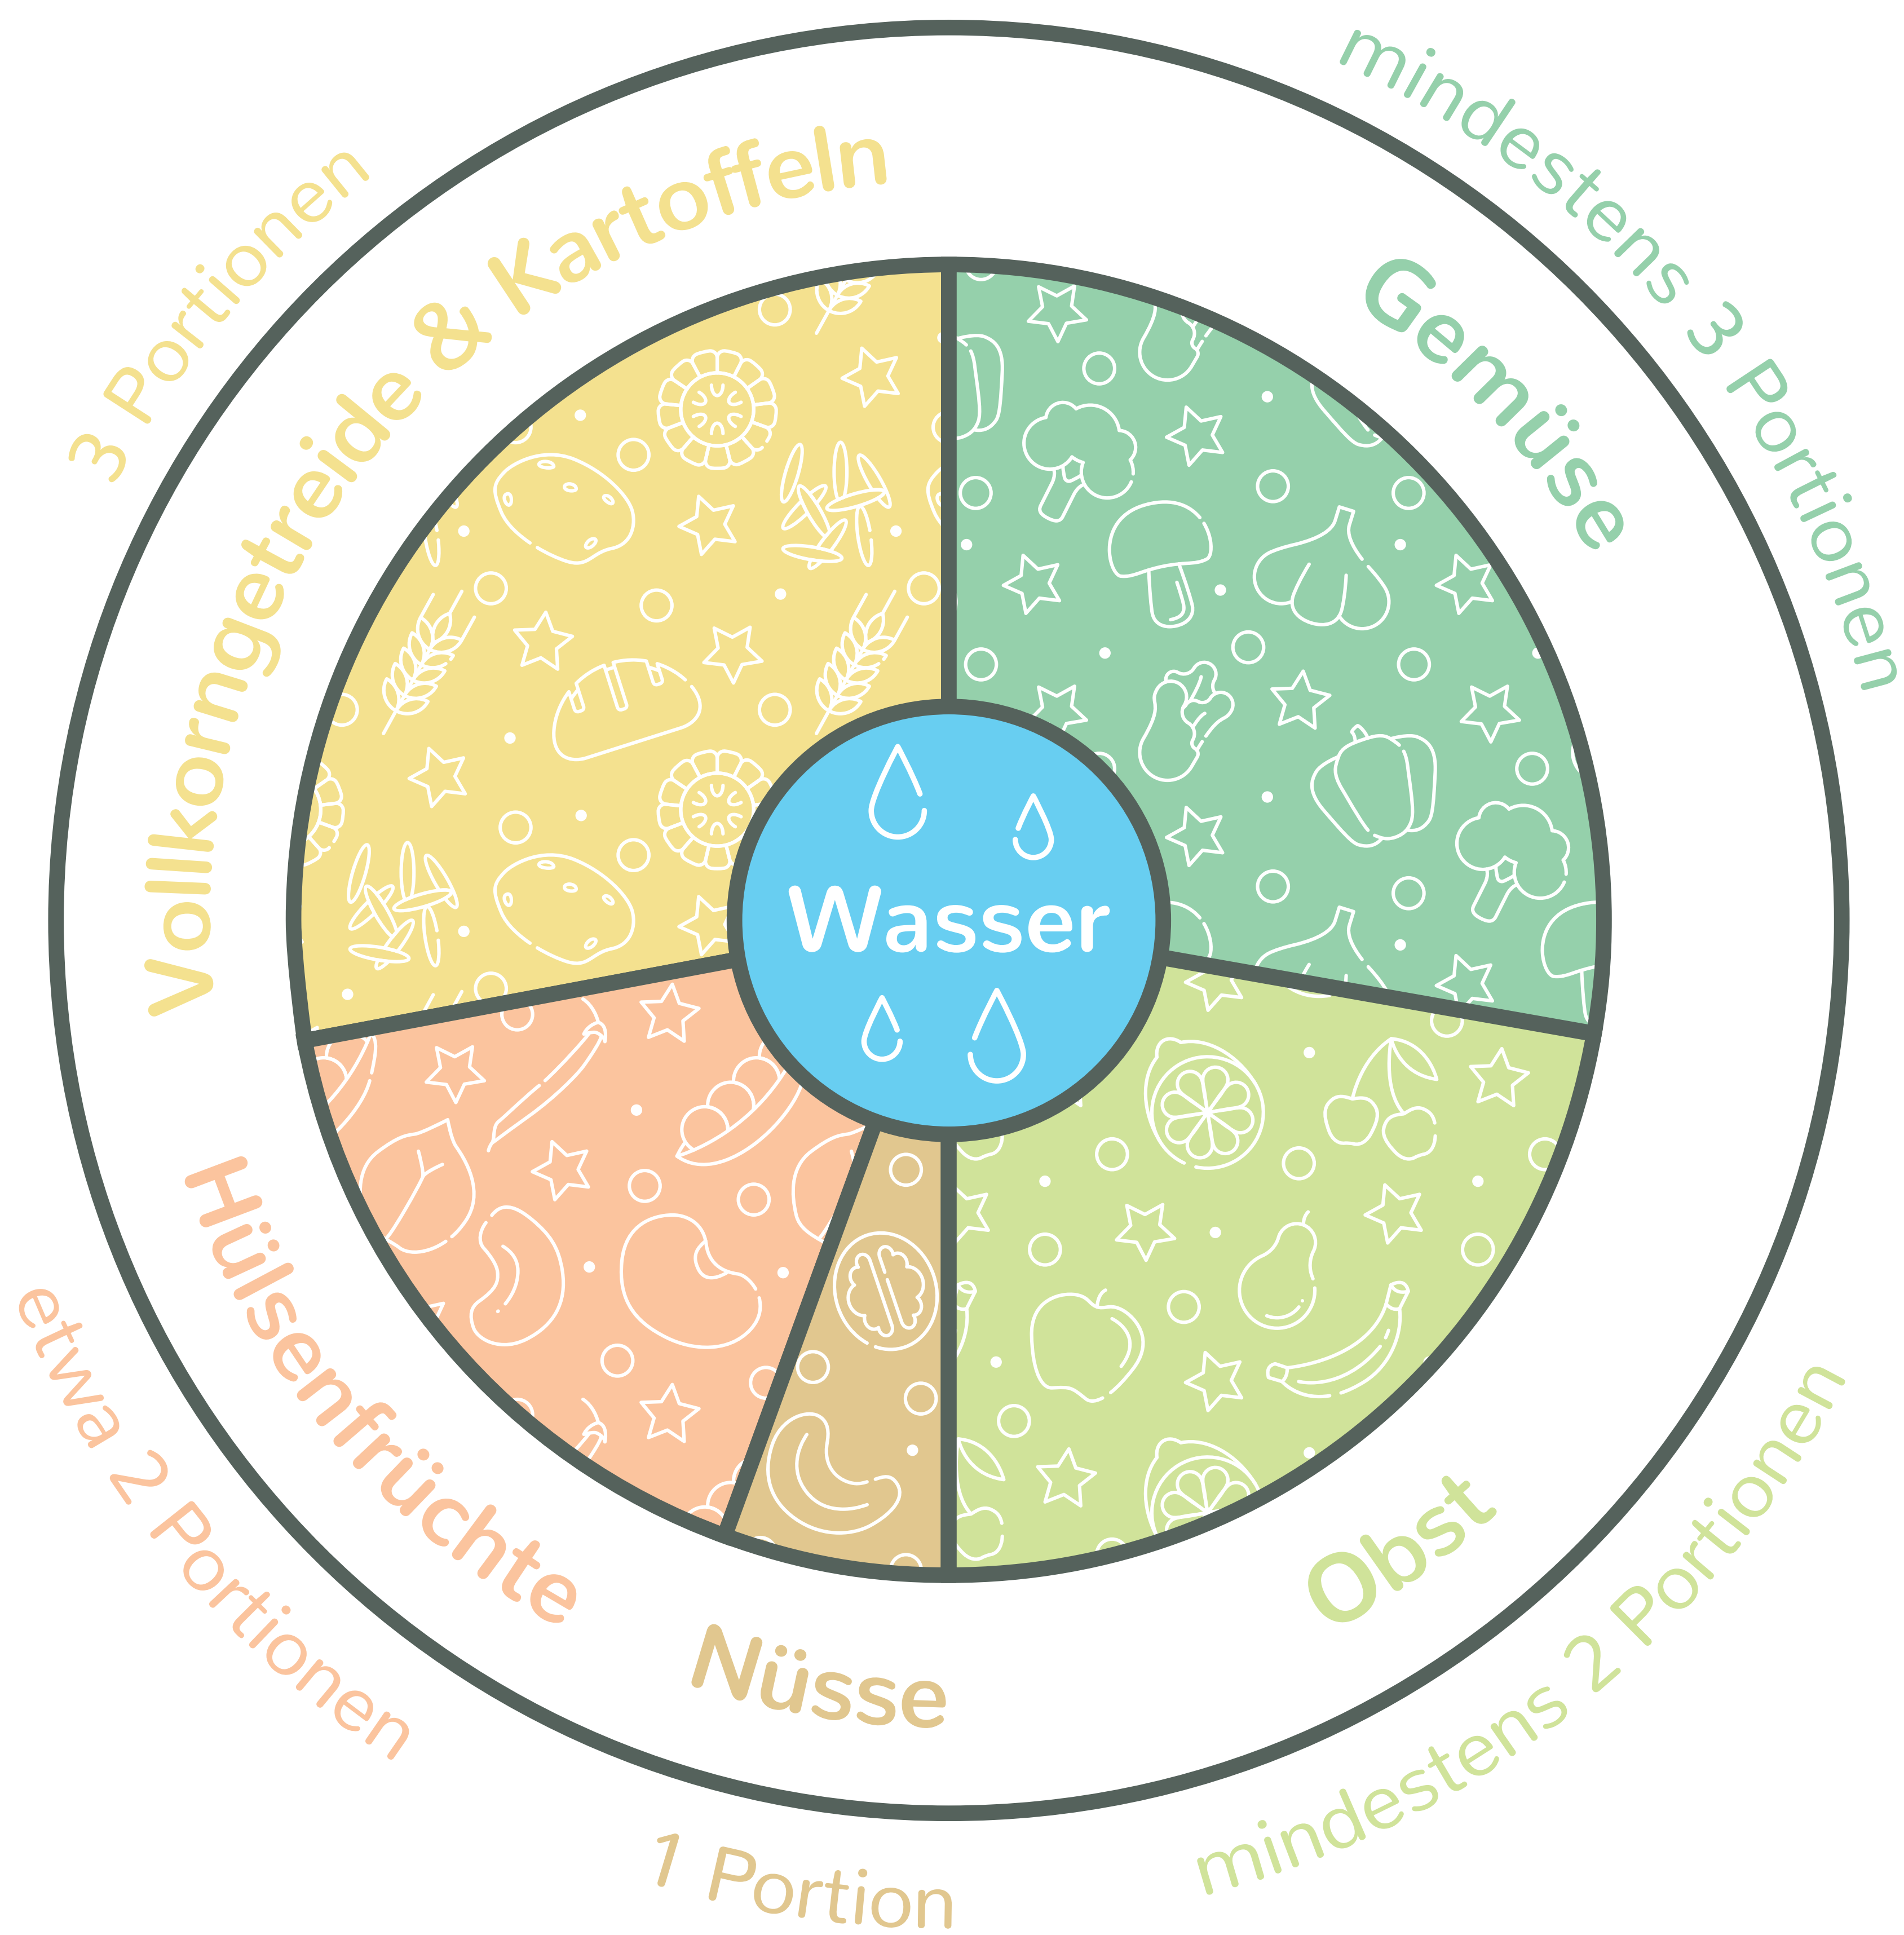 3 Portionen
Vollkorngetreide & Kartoffeln
mindestens 3 Portionen
Gemüse
Wasser
Hülsenfrüchte
etwa 2 Portionen
Nüsse
1 Portion
Obst
mindestens 2 Portionen